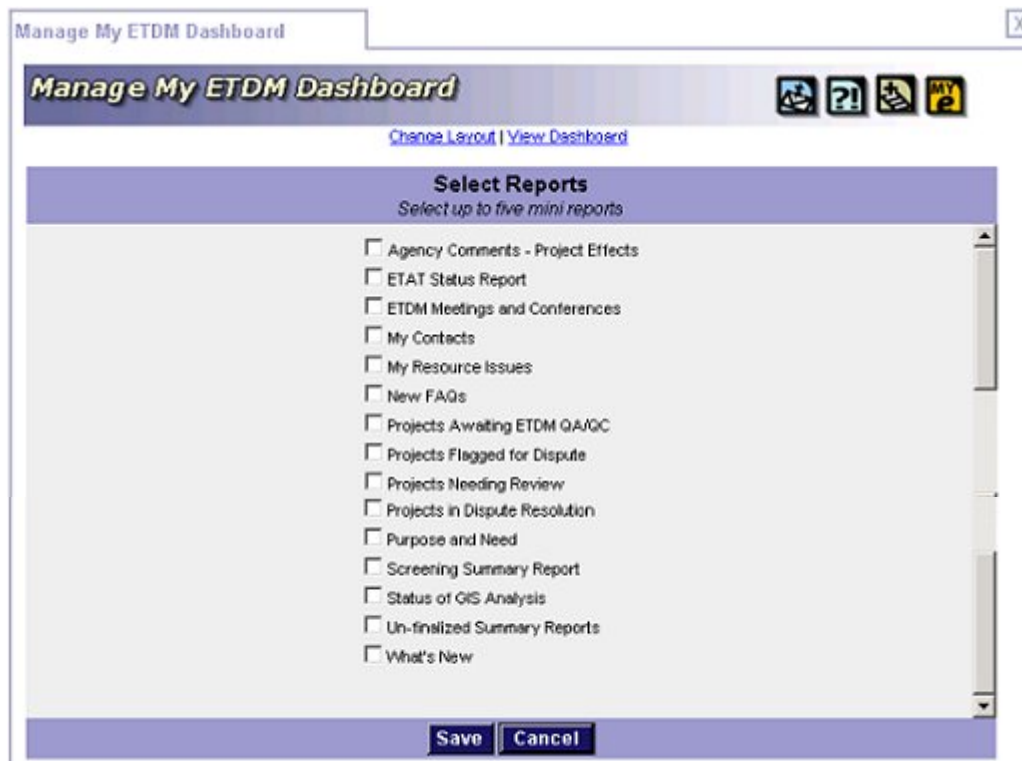 Manage My ETDM Dashboard
X
Manage My ETDM Dashboard
?! MY e
Change Layout | View Dashboard
Select Reports
Select up to five mini reports
Agency Comments - Project Effects
ETAT Status Report
ETDM Meetings and Conferences
My Contacts
My Resource Issues
New FAQs
Projects Awaiting ETDM QA/QC
Projects Flagged for Dispute
Projects Needing Review
Projects in Dispute Resolution
Purpose and Need
Screening Summary Report
Status of GIS Analysis
Un-finalized Summary Reports
What's New
Save Cancel